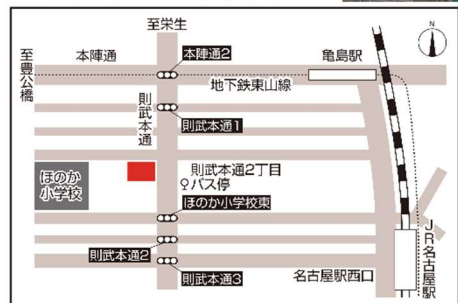 至栄生
N
至豊公橋
本陣通
本陣通2
亀島駅
地下鉄東山線
則武本通
則武本通1
ほのか
小学校
則武本通2丁目
バス停
ほのか小学校東
則武本通2
則武本通3
名古屋駅西口
JR名古屋駅